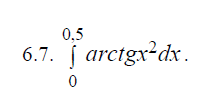 0,5
6.7. ∫ arctgx²dx.
0